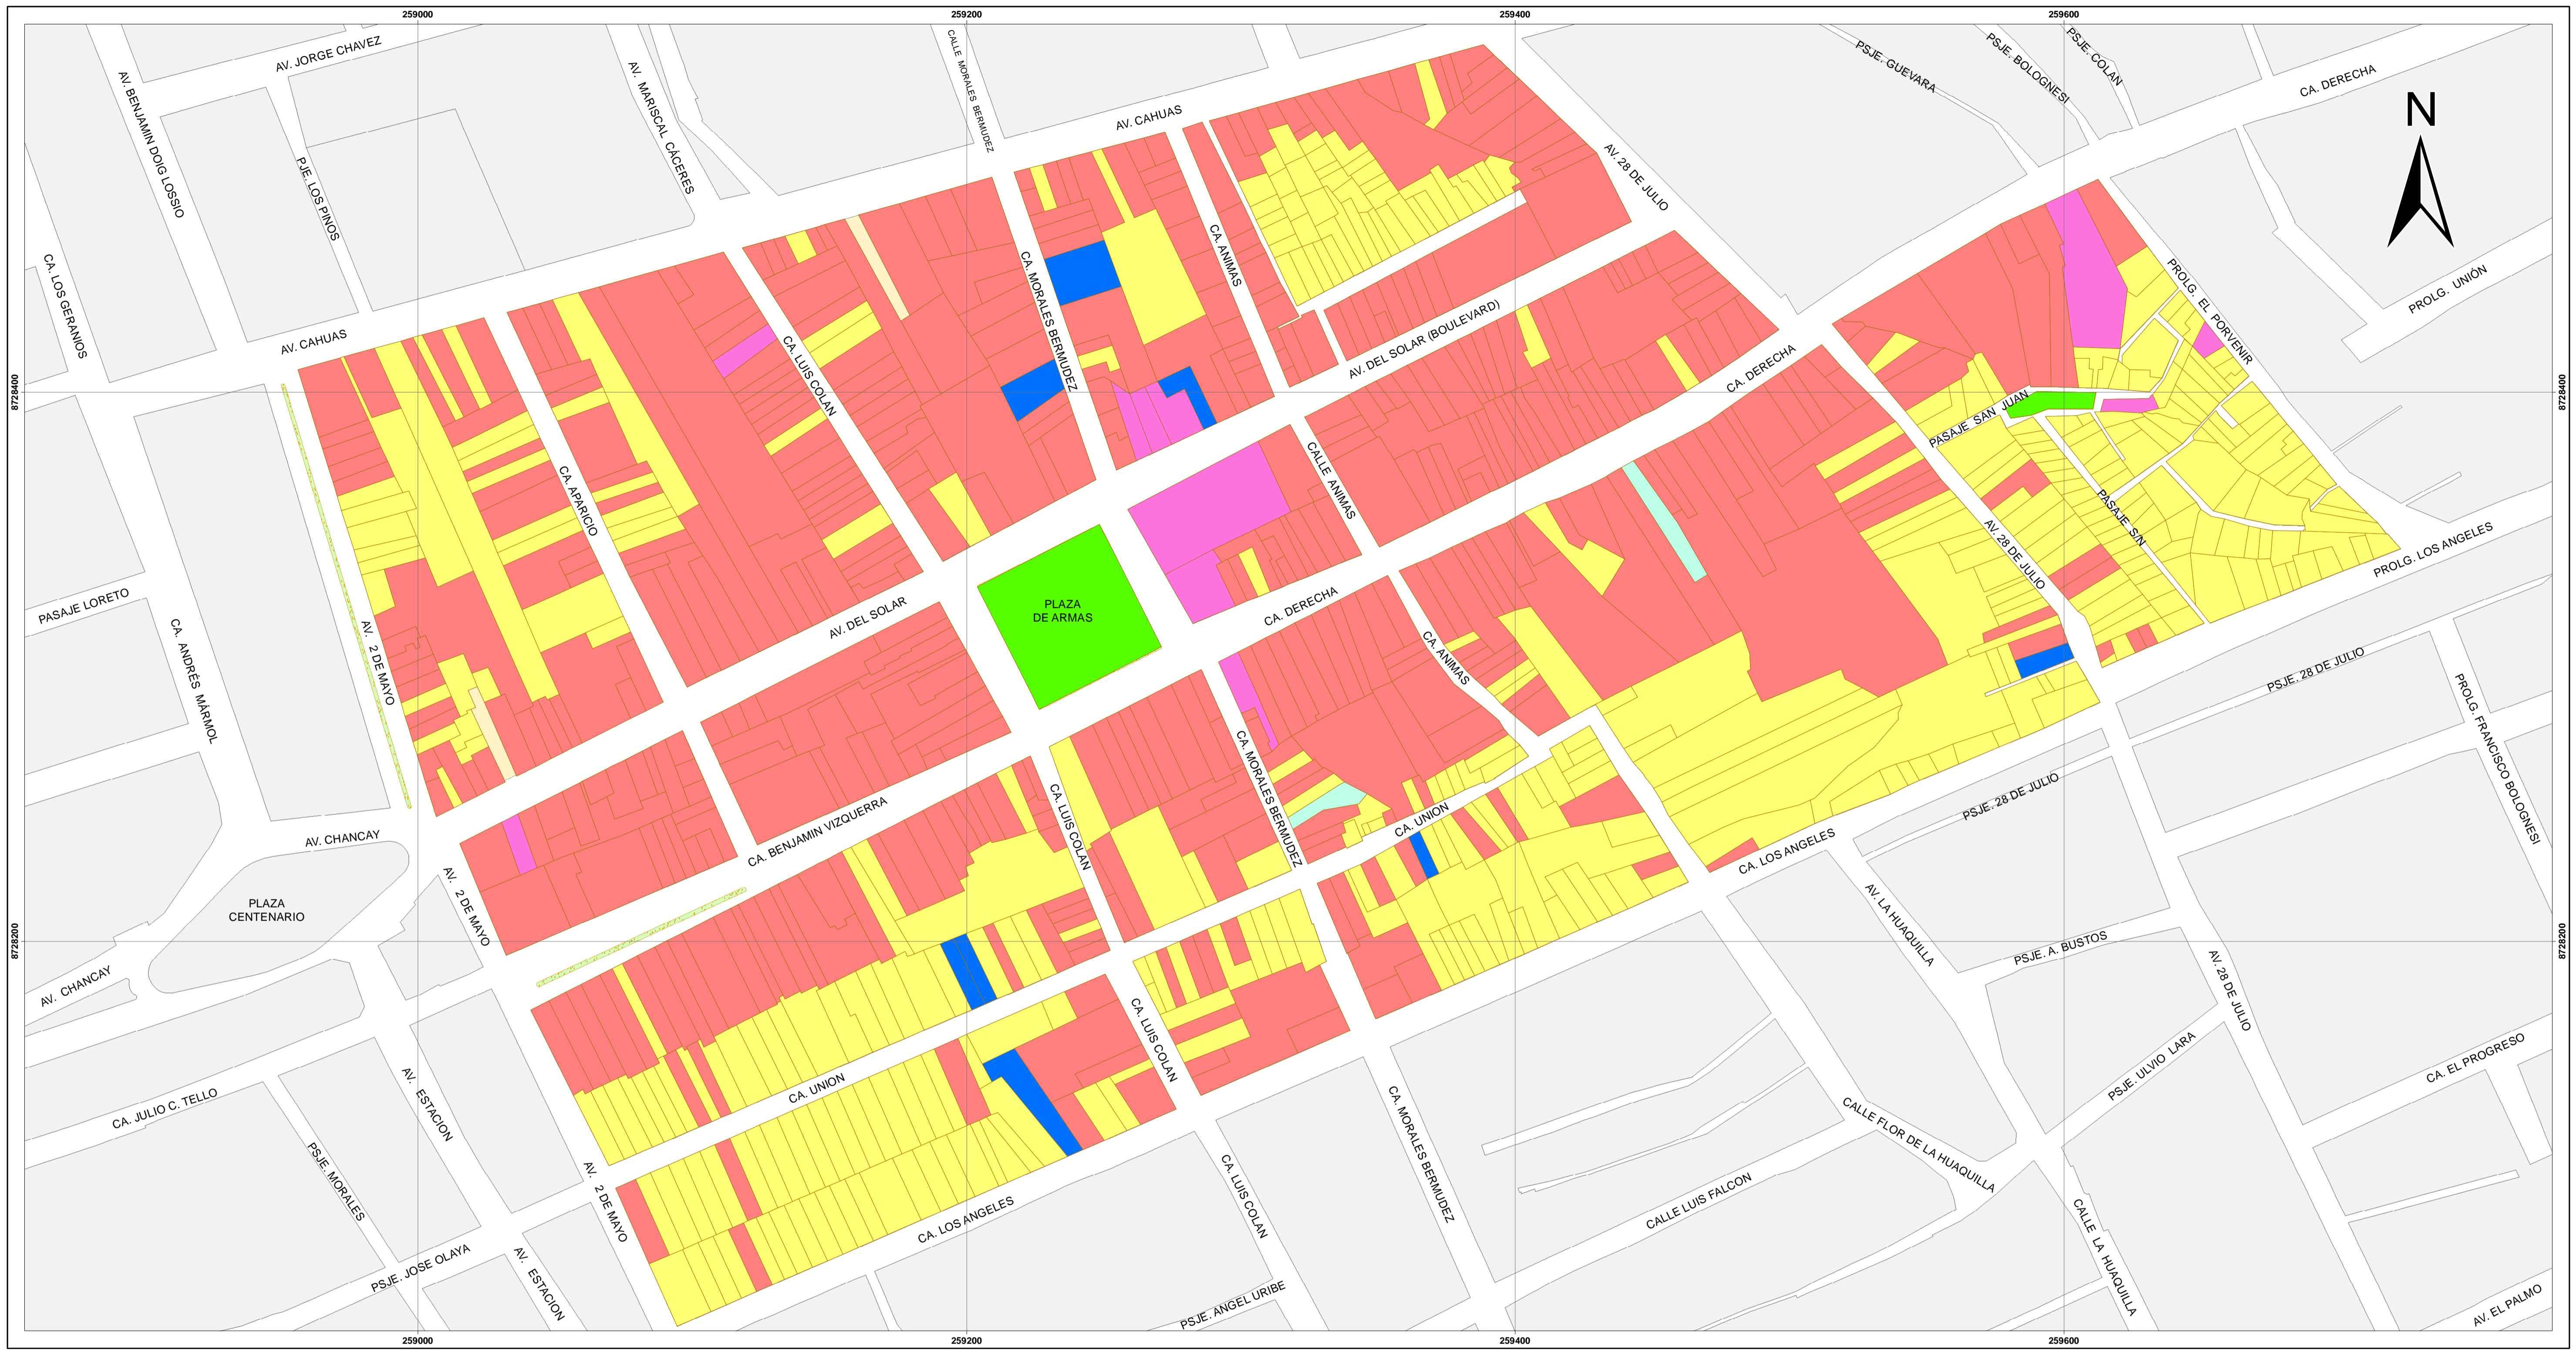 259000
259200
259400
259600
AV. JORGE CHAVEZ
AV. BENJAMIN DOIG LOSSIO
PJE. LOS PINOS
AV. MARISCAL CÁCERES
CALLE MORALES BERMUDEZ
AV. CAHUAS
PSJE. GUEVARA
PSJE. BOLOGNESI
PSJE. COLAN
CA. DERECHA
N
AV. 28 DE JULIO
CA. LOS GERANIOS
AV. CAHUAS
CA. MORALES BERMUDEZ
CA. ANIMAS
PROLG. EL PORVENIR
PROLG. UNIÓN
CA. LUIS COLAN
AV. DEL SOLAR (BOULEVARD)
CA. DERECHA
8728400
8728400
PASAJE SAN JUAN
CA. APARICIO
CALLE ANIMAS
PASAJE S/N
AV. 28 DE JULIO
PROLG. LOS ANGELES
PASAJE LORETO
CA. ANDRÉS MÁRMOL
AV. 2 DE MAYO
AV. DEL SOLAR
PLAZA
DE ARMAS
CA. DERECHA
CA. ANIMAS
PSJE. 28 DE JULIO
PROLG. FRANCISCO BOLOGNESI
CA. MORALES BERMUDEZ
CA. LUIS COLAN
CA. BENJAMIN VIZQUERRA
CA. UNION
PSJE. 28 DE JULIO
CA. LOS ANGELES
AV. CHANCAY
PLAZA
CENTENARIO
AV. 2 DE MAYO
AV. LA HUAQUILLA
PSJE. A. BUSTOS
8728200
8728200
AV. CHANCAY
AV. 28 DE JULIO
CA. LUIS COLAN
CA. JULIO C. TELLO
AV. ESTACION
CA. UNION
PSJE. ULVIO LARA
CA. EL PROGRESO
PSJE. MORALES
AV. 2 DE MAYO
CA. MORALES BERMUDEZ
CALLE FLOR DE LA HUAQUILLA
CA. LUIS COLAN
CALLE LUIS FALCON
CA. LOS ANGELES
PSJE. JOSE OLAYA
AV. ESTACION
PSJE. ANGEL URIBE
CALLE LA HUAQUILLA
AV. EL PALMO
259000
259200
259400
259600